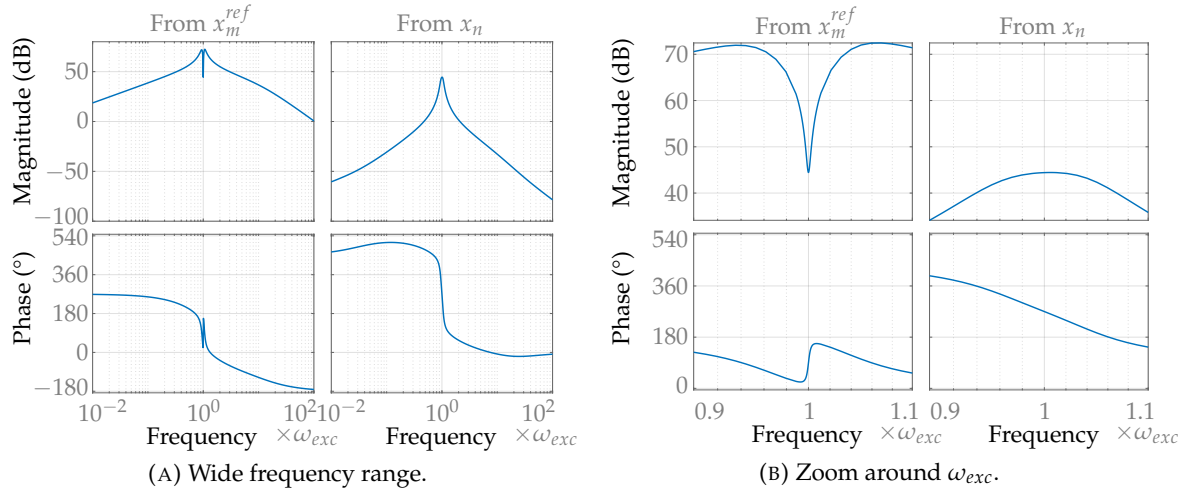 From x_m^{ref} From x_n
Magnitude (dB)
50
0
−50
−100
Phase (°)
540
360
180
0
−180
10^{−2} 10^0 10^2 10^{−2} 10^0 10^2
Frequency ×ω_{exc} Frequency ×ω_{exc}
(A) Wide frequency range.
From x_m^{ref} From x_n
Magnitude (dB)
70
60
50
40
Phase (°)
540
360
180
0
0.9 1 1.1 0.9 1 1.1
Frequency ×ω_{exc} Frequency ×ω_{exc}
(B) Zoom around ω_{exc}.